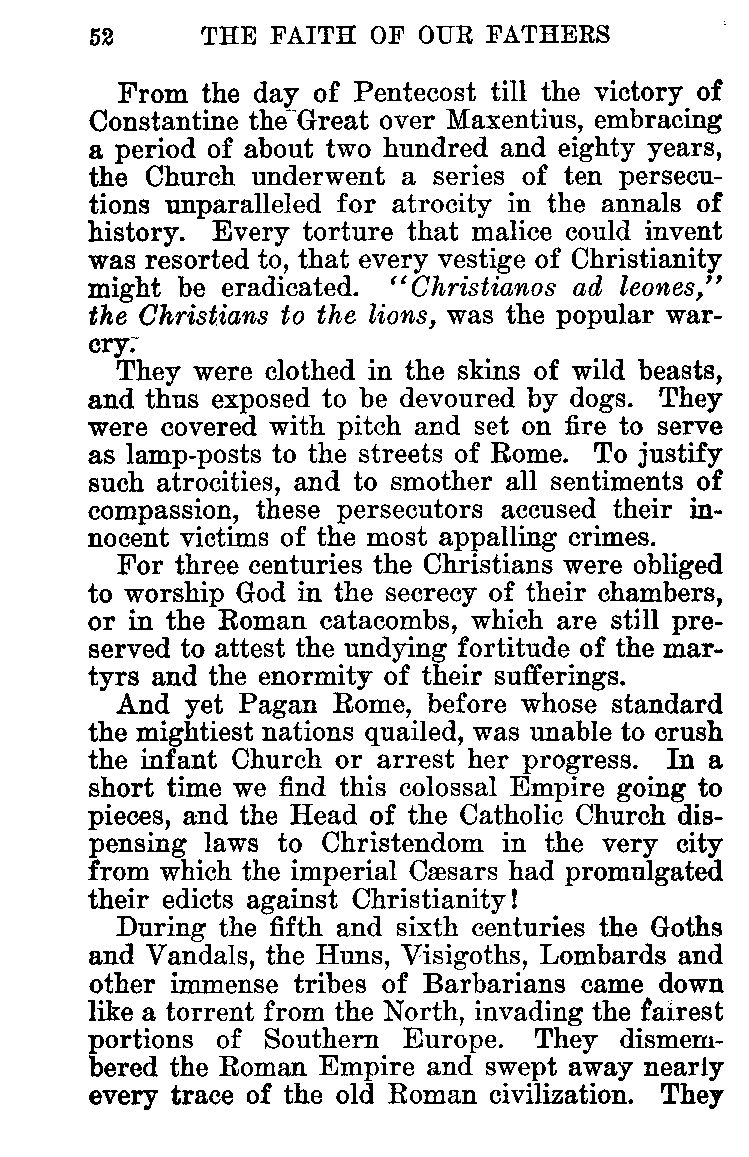 52 THE FAITH OF OUR FATHERS
From the day of Pentecost till the victory of
Constantine the Great over Maxentius, embracing
a period of about two hundred and eighty years,
the Church underwent a series of ten persecu-
tions unparalleled for atrocity in the annals of
history. Every torture that malice could invent
was resorted to, that every vestige of Christianity
might be eradicated. "Christianos ad leones,"
the Christians to the lions, was the popular war-
cry.
They were clothed in the skins of wild beasts,
and thus exposed to be devoured by dogs. They
were covered with pitch and set on fire to serve
as lamp-posts to the streets of Rome. To justify
such atrocities, and to smother all sentiments of
compassion, these persecutors accused their in-
nocent victims of the most appalling crimes.
For three centuries the Christians were obliged
to worship God in the secrecy of their chambers,
or in the Roman catacombs, which are still pre-
served to attest the undying fortitude of the mar-
tyrs and the enormity of their sufferings.
And yet Pagan Rome, before whose standard
the mightiest nations quailed, was unable to crush
the infant Church or arrest her progress. In a
short time we find this colossal Empire going to
pieces, and the Head of the Catholic Church dis-
pensing laws to Christendom in the very city
from which the imperial Cæsars had promulgated
their edicts against Christianity!
During the fifth and sixth centuries the Goths
and Vandals, the Huns, Visigoths, Lombards and
other immense tribes of Barbarians came down
like a torrent from the North, invading the fairest
portions of Southern Europe. They dismem-
bered the Roman Empire and swept away nearly
every trace of the old Roman civilization. They